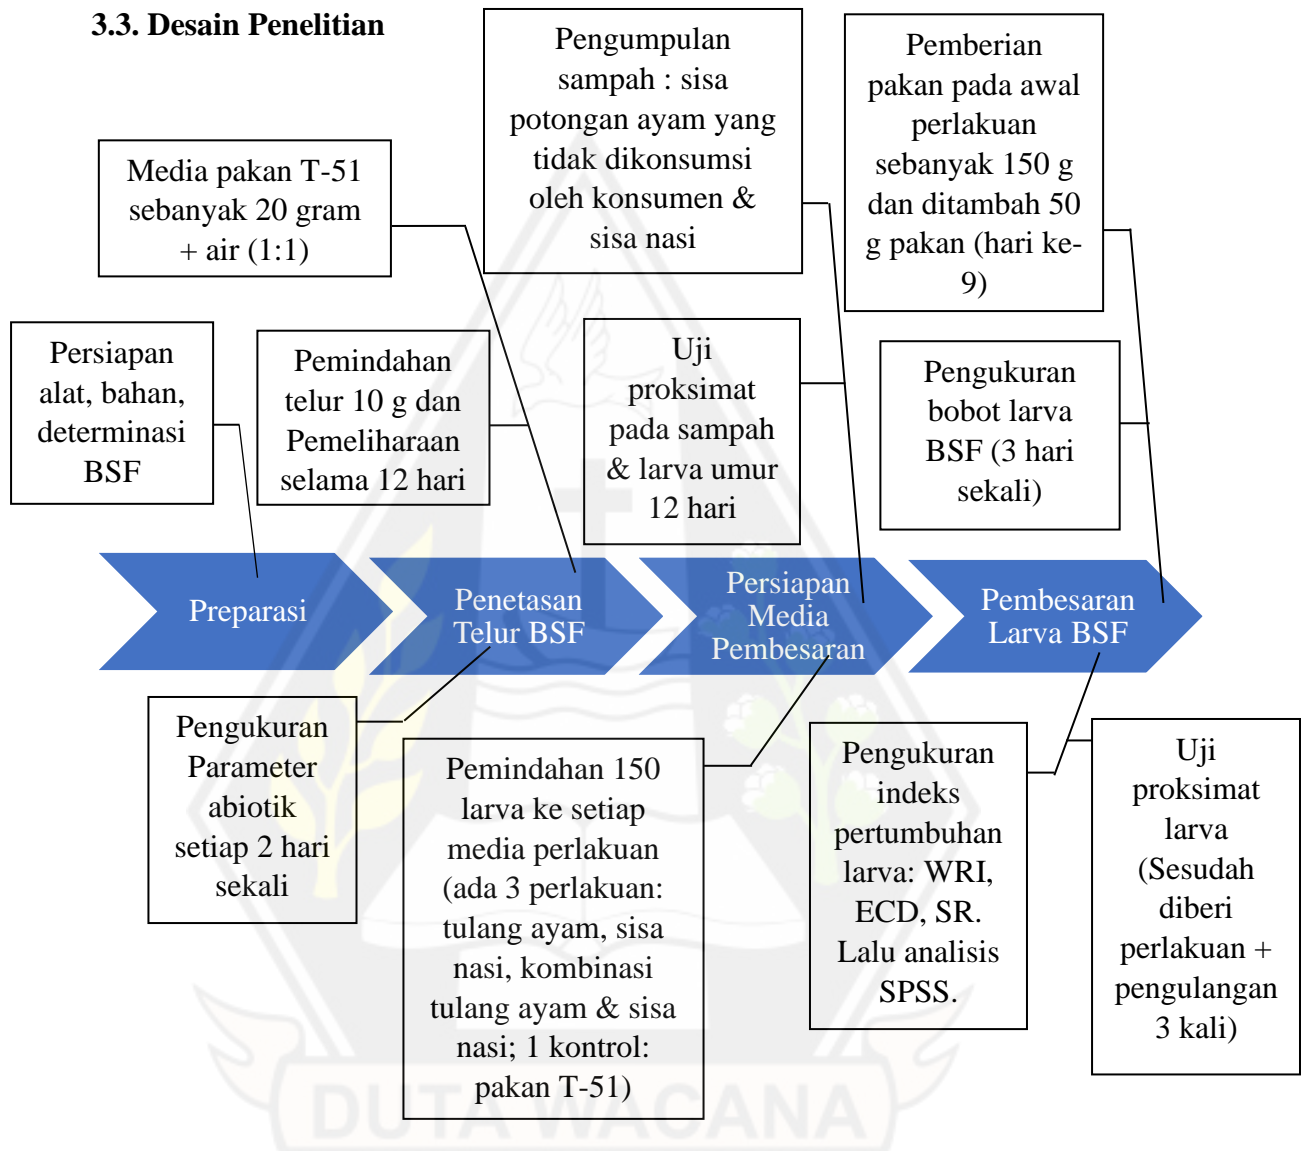 3.3. Desain Penelitian
Pengumpulan
sampah : sisa
potongan ayam yang
tidak dikonsumsi
oleh konsumen &
sisa nasi
Pemberian
pakan pada awal
perlakuan
sebanyak 150 g
dan ditambah 50
g pakan (hari ke-
9)
Media pakan T-51
sebanyak 20 gram
+ air (1:1)
Persiapan
alat, bahan,
determinasi
BSF
Pemindahan
telur 10 g dan
Pemeliharaan
selama 12 hari
Uji
proksimat
pada sampah
& larva umur
12 hari
Pengukuran
bobot larva
BSF (3 hari
sekali)
Preparasi
Penetasan
Telur BSF
Persiapan
Media
Pembesaran
Pembesaran
Larva BSF
Pengukuran
Parameter
abiotik
setiap 2 hari
sekali
Pemindahan 150
larva ke setiap
media perlakuan
(ada 3 perlakuan:
tulang ayam, sisa
nasi, kombinasi
tulang ayam & sisa
nasi; 1 kontrol:
pakan T-51)
Pengukuran
indeks
pertumbuhan
larva: WRI,
ECD, SR.
Lalu analisis
SPSS.
Uji
proksimat
larva
(Sesudah
diberi
perlakuan +
pengulangan
3 kali)
DUTA WACANA